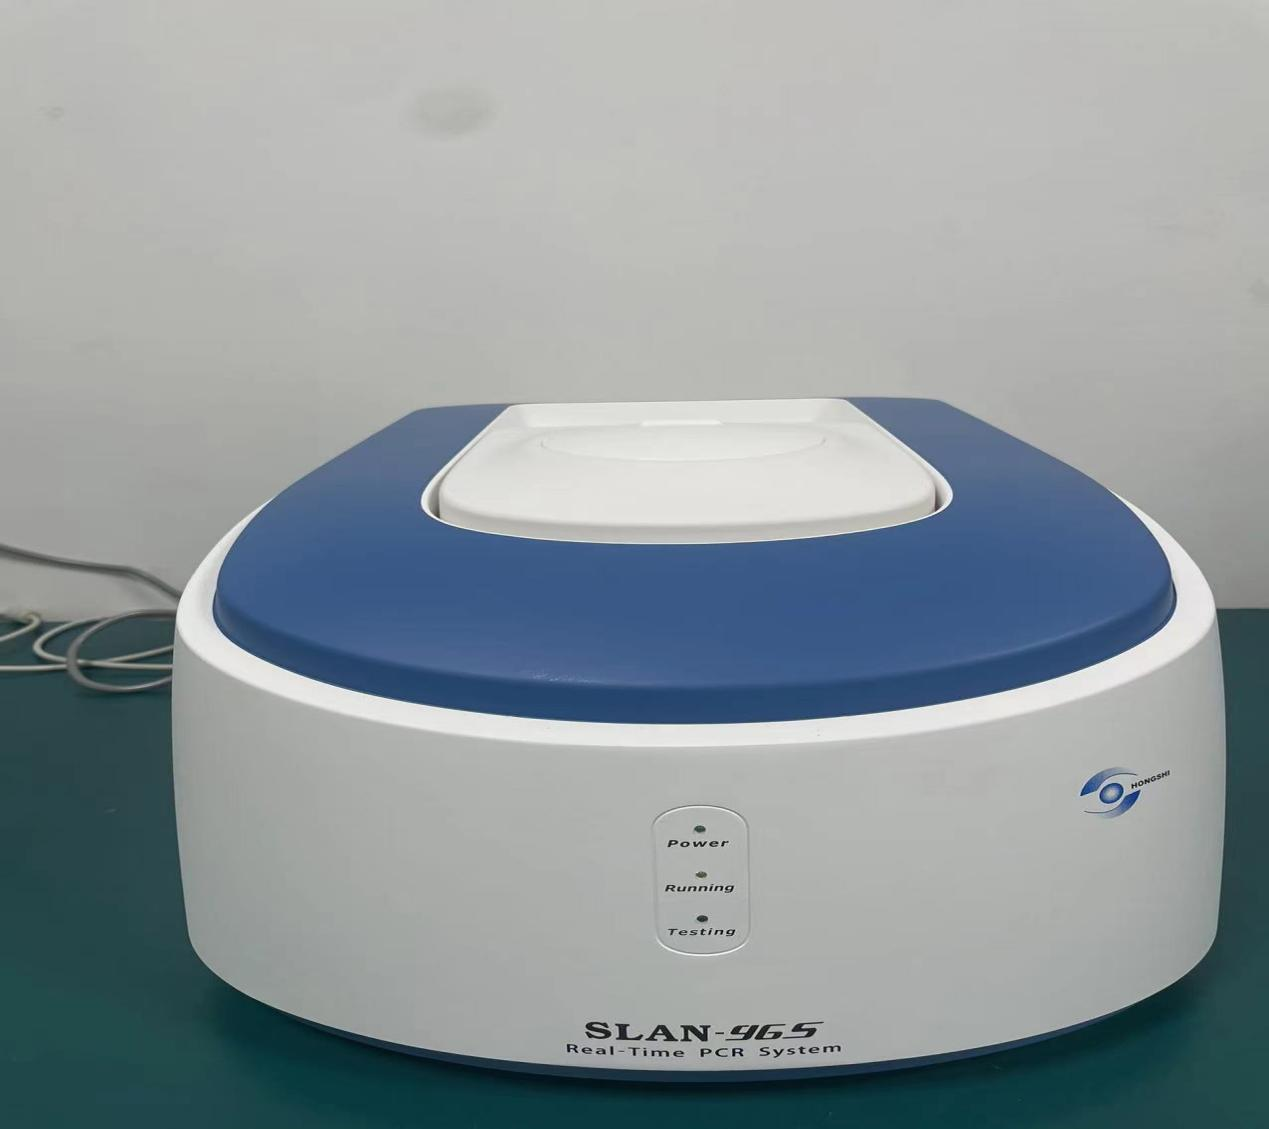 HONGSHI
Power
Running
Testing
SLAN-96S
Real-Time PCR System